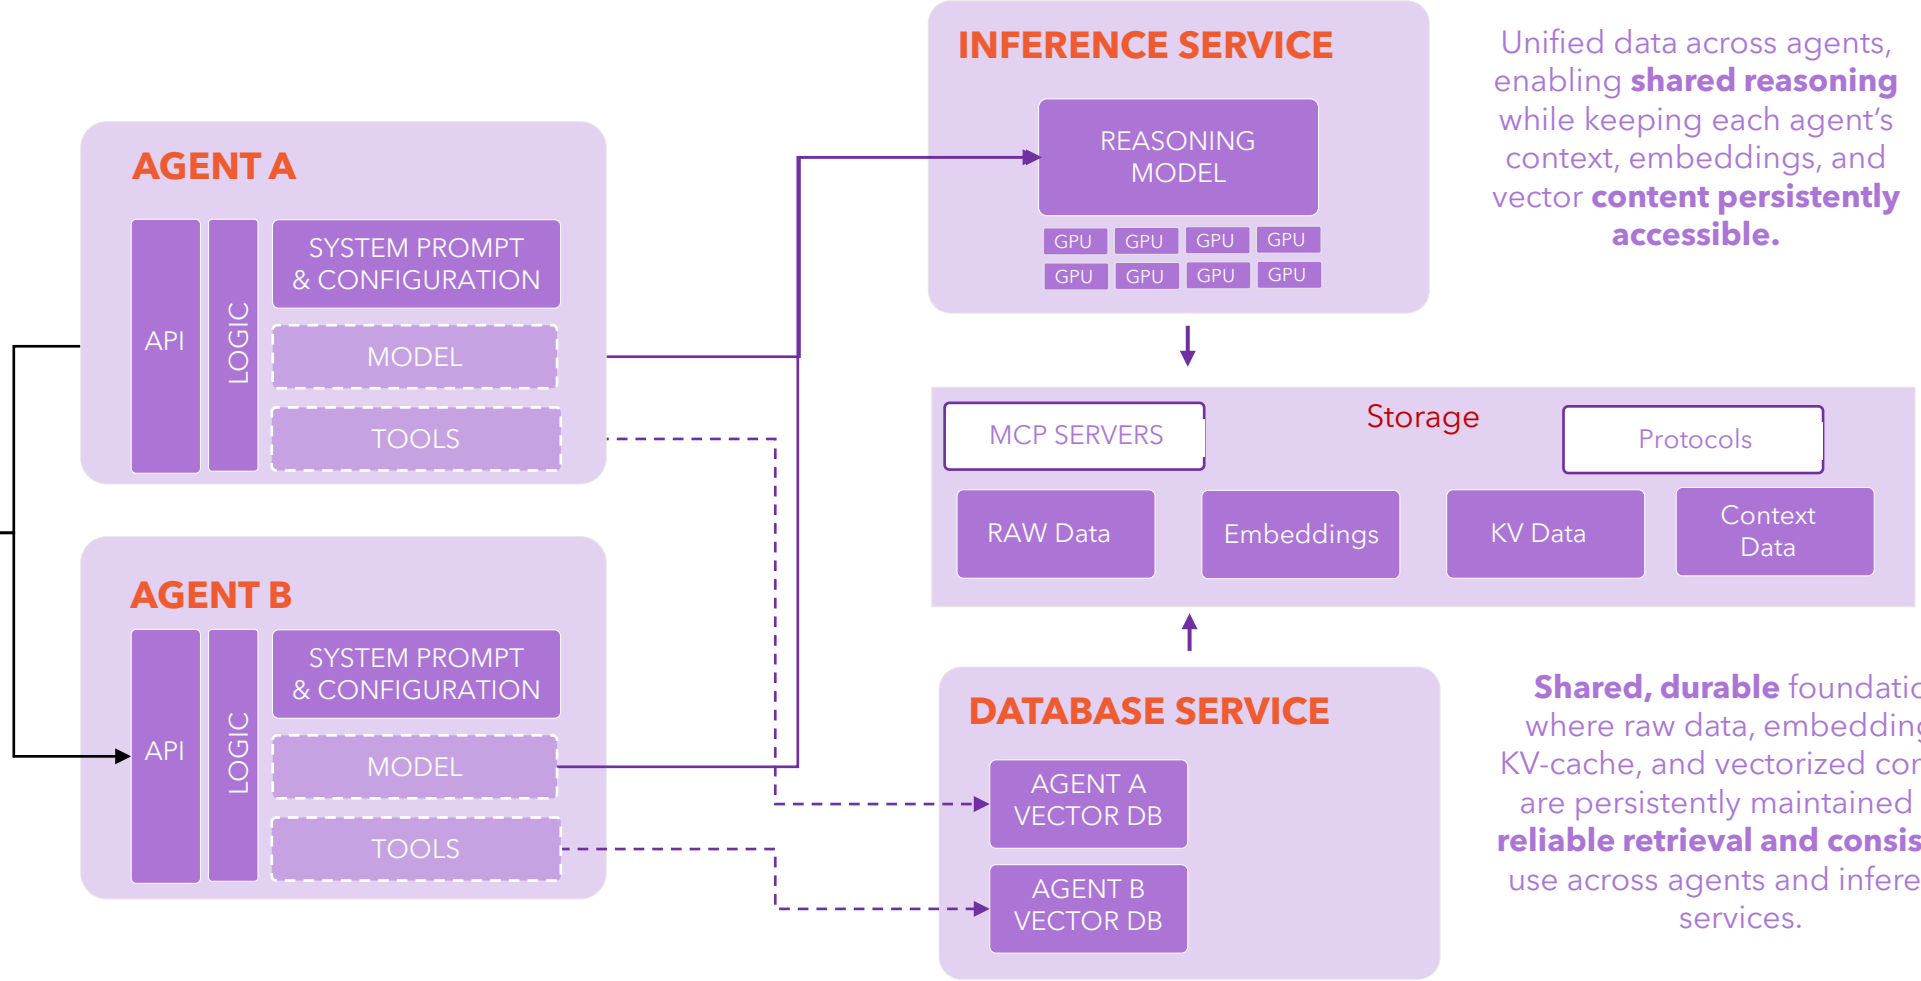 AGENT A
API
LOGIC
SYSTEM PROMPT
& CONFIGURATION
MODEL
TOOLS
AGENT B
API
LOGIC
SYSTEM PROMPT
& CONFIGURATION
MODEL
TOOLS
INFERENCE SERVICE
REASONING
MODEL
GPU GPU GPU GPU
GPU GPU GPU GPU
Unified data across agents,
enabling shared reasoning
while keeping each agent’s
context, embeddings, and
vector content persistently
accessible.
Storage
MCP SERVERS
Protocols
RAW Data
Embeddings
KV Data
Context
Data
DATABASE SERVICE
AGENT A
VECTOR DB
AGENT B
VECTOR DB
Shared, durable
where raw data,
KV-cache, and vectorized
are persistently maintained
reliable retrieval and
use across agents and
services.